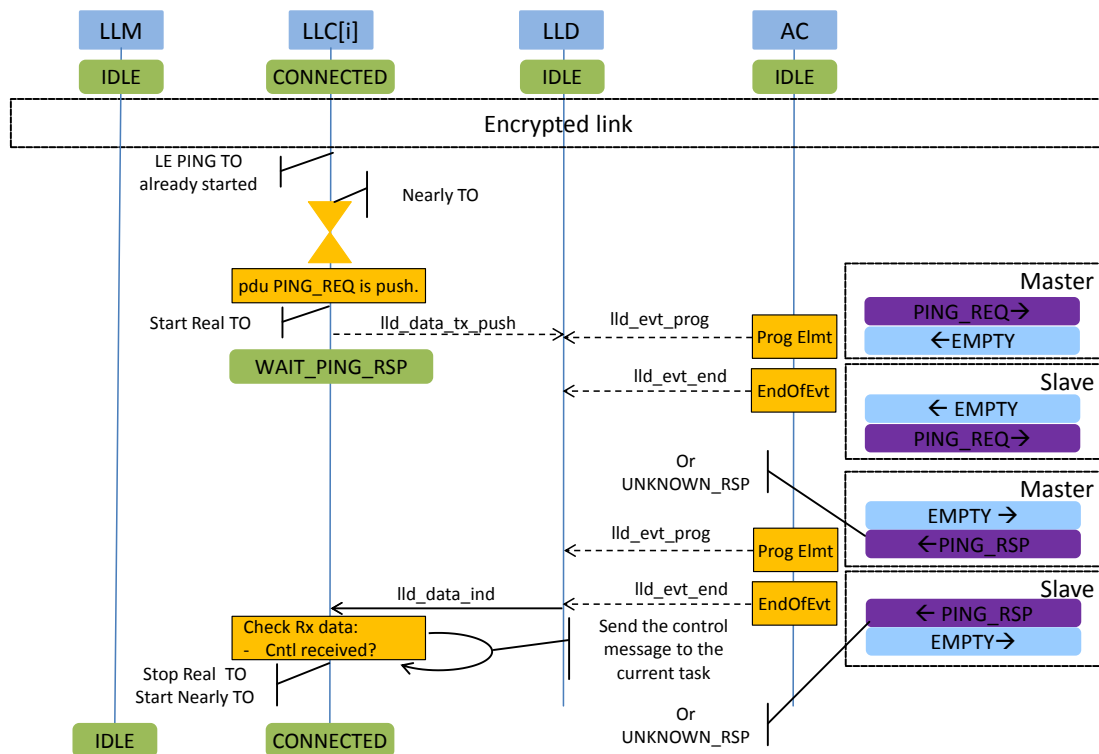 LLM
LLC[i]
LLD
AC
IDLE
CONNECTED
IDLE
IDLE
Encrypted link
LE PING TO
already started
Nearly TO
pdu PING_REQ is push.
Start Real TO
lld_data_tx_push
lld_evt_prog
Prog Elmt
Master
PING_REQ→
←EMPTY
WAIT_PING_RSP
lld_evt_end
EndOfEvt
Slave
← EMPTY
PING_REQ→
Or
UNKNOWN_RSP
Master
EMPTY →
←PING_RSP
lld_evt_prog
Prog Elmt
lld_data_ind
lld_evt_end
EndOfEvt
Slave
← PING_RSP
EMPTY→
Check Rx data:
- Cntl received?
Send the control
message to the
current task
Stop Real TO
Start Nearly TO
Or
UNKNOWN_RSP
IDLE
CONNECTED